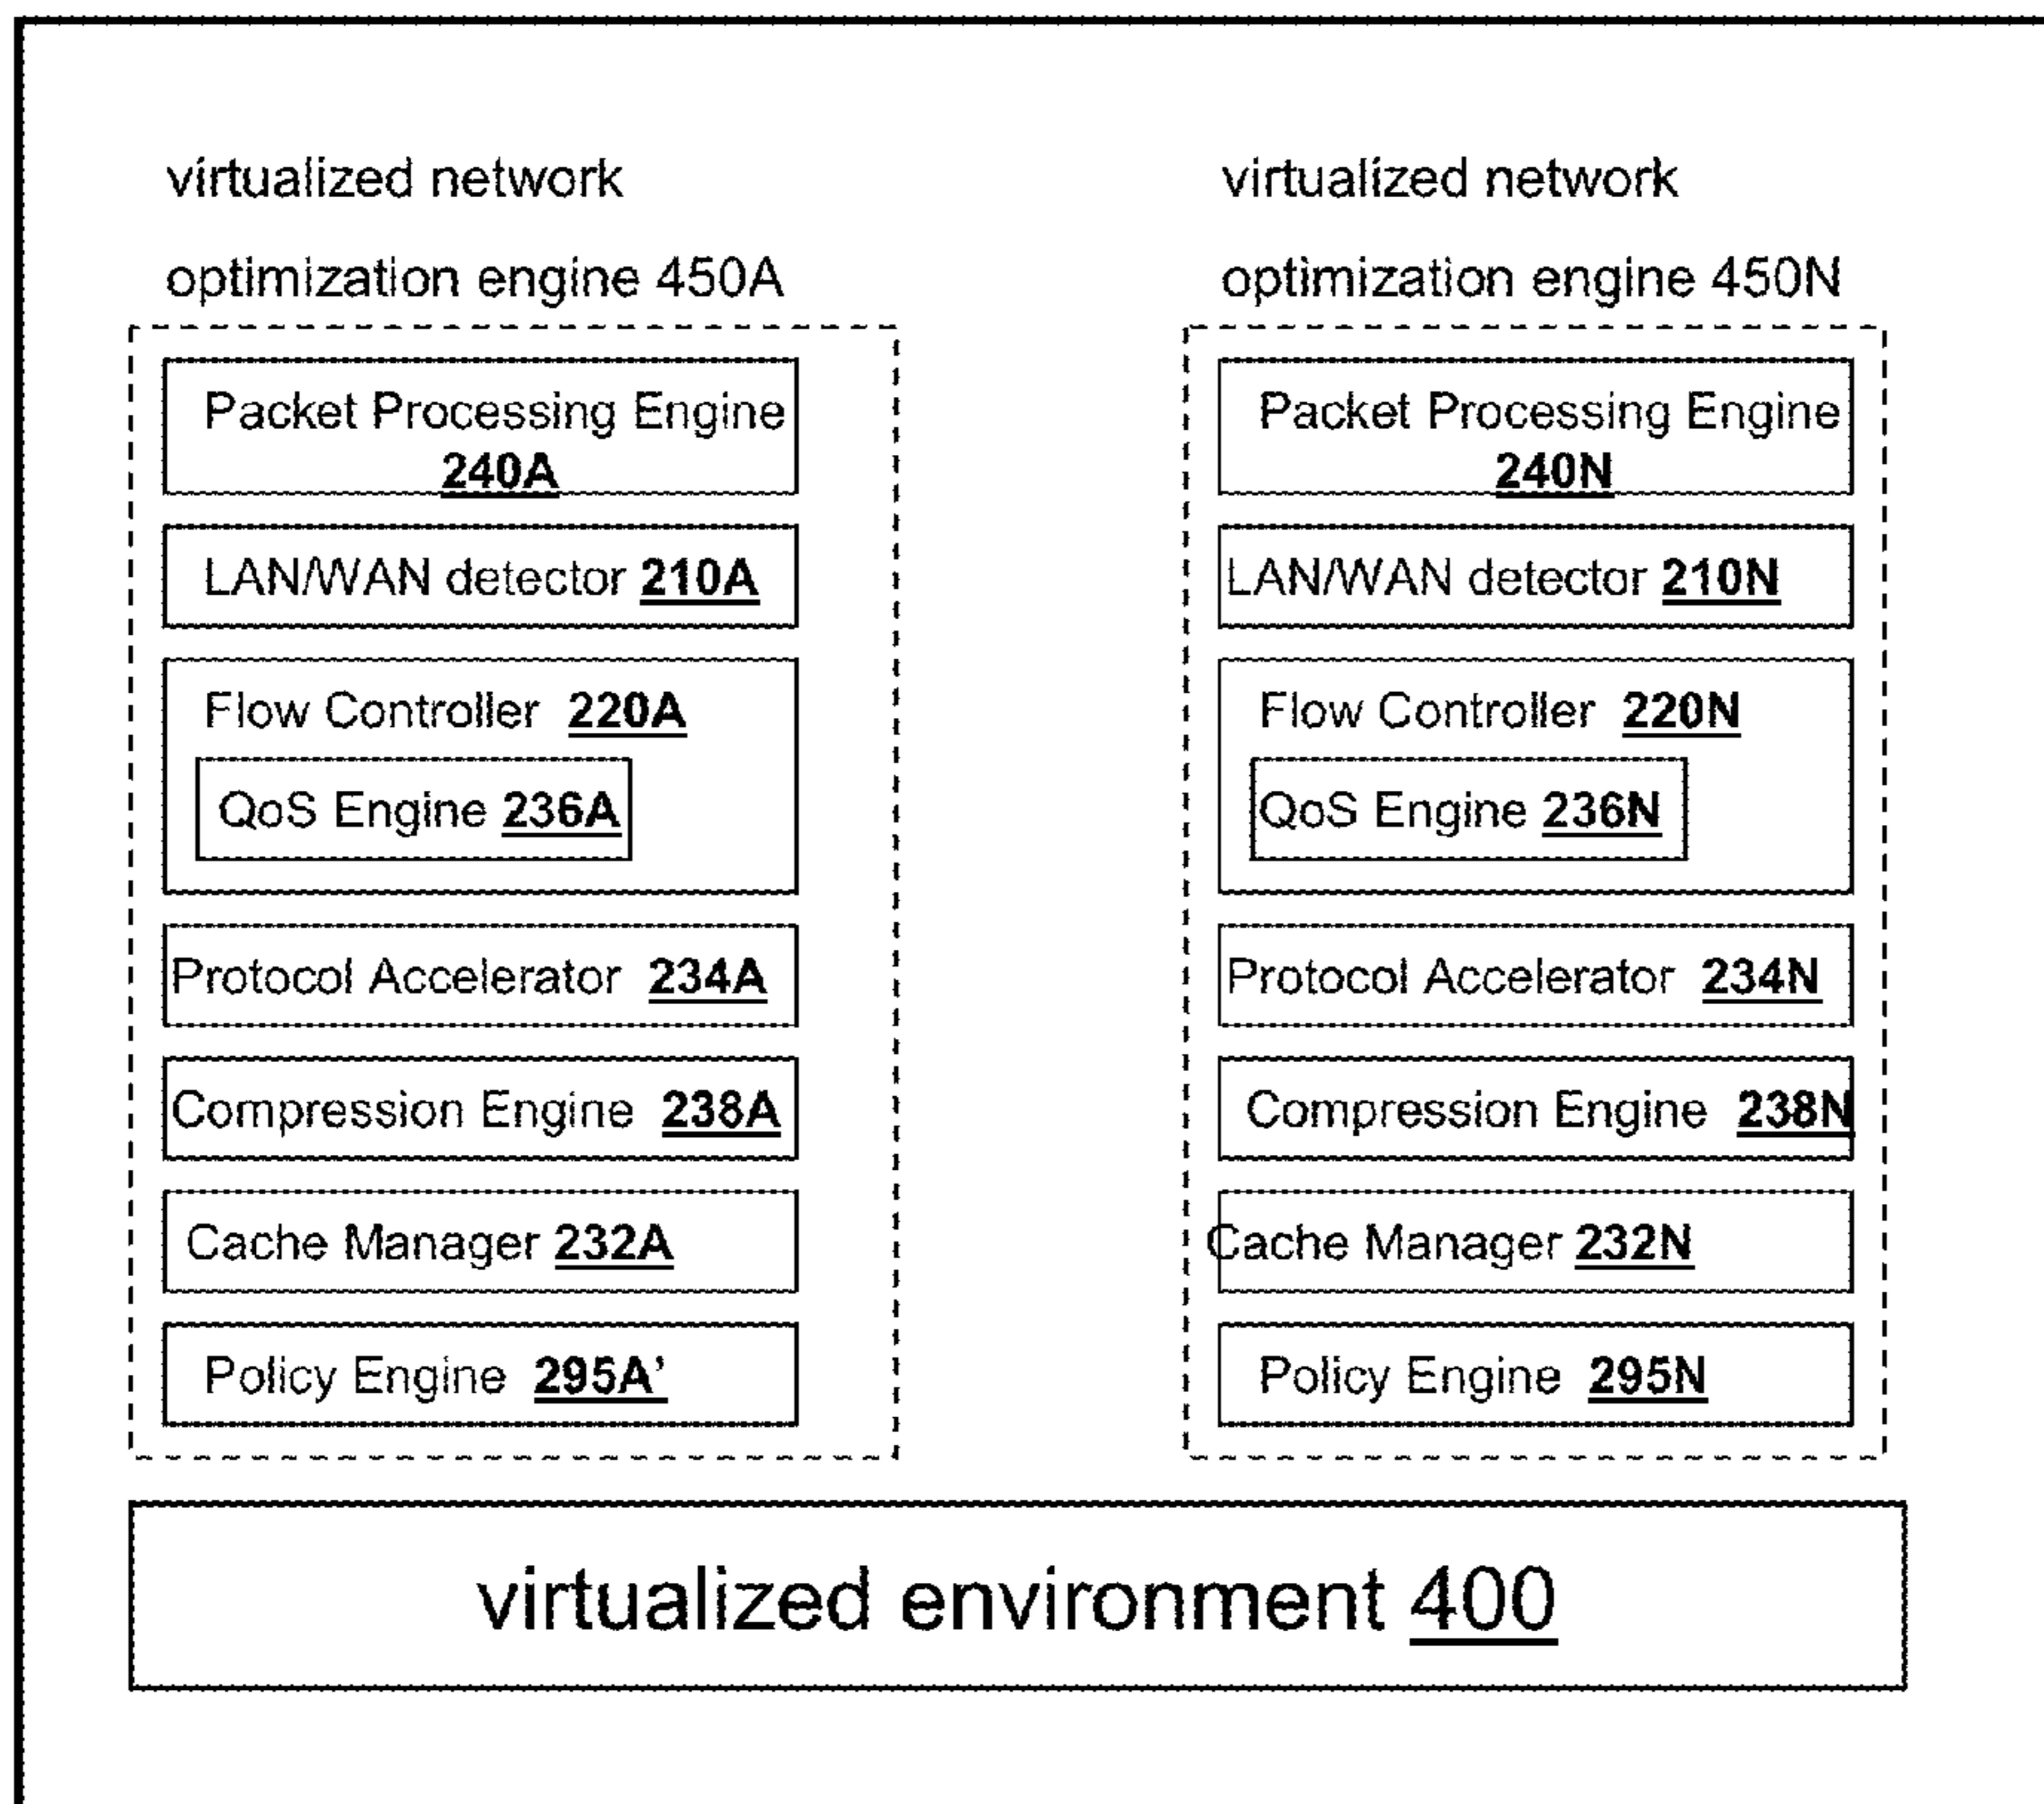 virtualized network
optimization engine 450A
Packet Processing Engine
240A
LAN/WAN detector 210A
Flow Controller 220A
QoS Engine 236A
Protocol Accelerator 234A
Compression Engine 238A
Cache Manager 232A
Policy Engine 295A’
virtualized network
optimization engine 450N
Packet Processing Engine
240N
LAN/WAN detector 210N
Flow Controller 220N
QoS Engine 236N
Protocol Accelerator 234N
Compression Engine 238N
Cache Manager 232N
Policy Engine 295N
virtualized environment 400